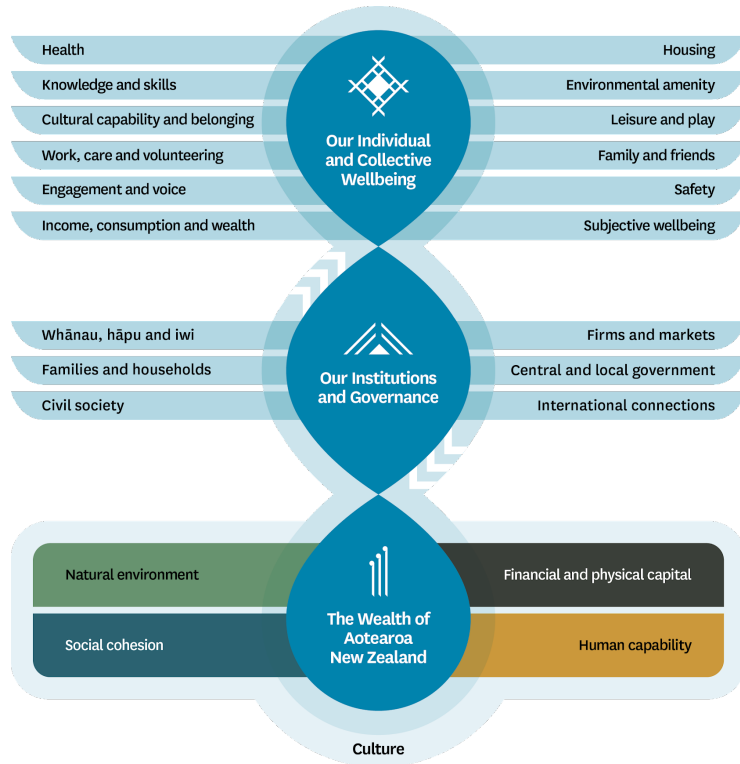 Health
Knowledge and skills
Cultural capability and belonging
Work, care and volunteering
Engagement and voice
Income, consumption and wealth
Our Individual
and Collective
Wellbeing
Housing
Environmental amenity
Leisure and play
Family and friends
Safety
Subjective wellbeing
Whānau, hāpu and iwi
Families and households
Civil society
Our Institutions
and Governance
Firms and markets
Central and local government
International connections
Natural environment
Social cohesion
The Wealth of
Aotearoa
New Zealand
Financial and physical capital
Human capability
Culture